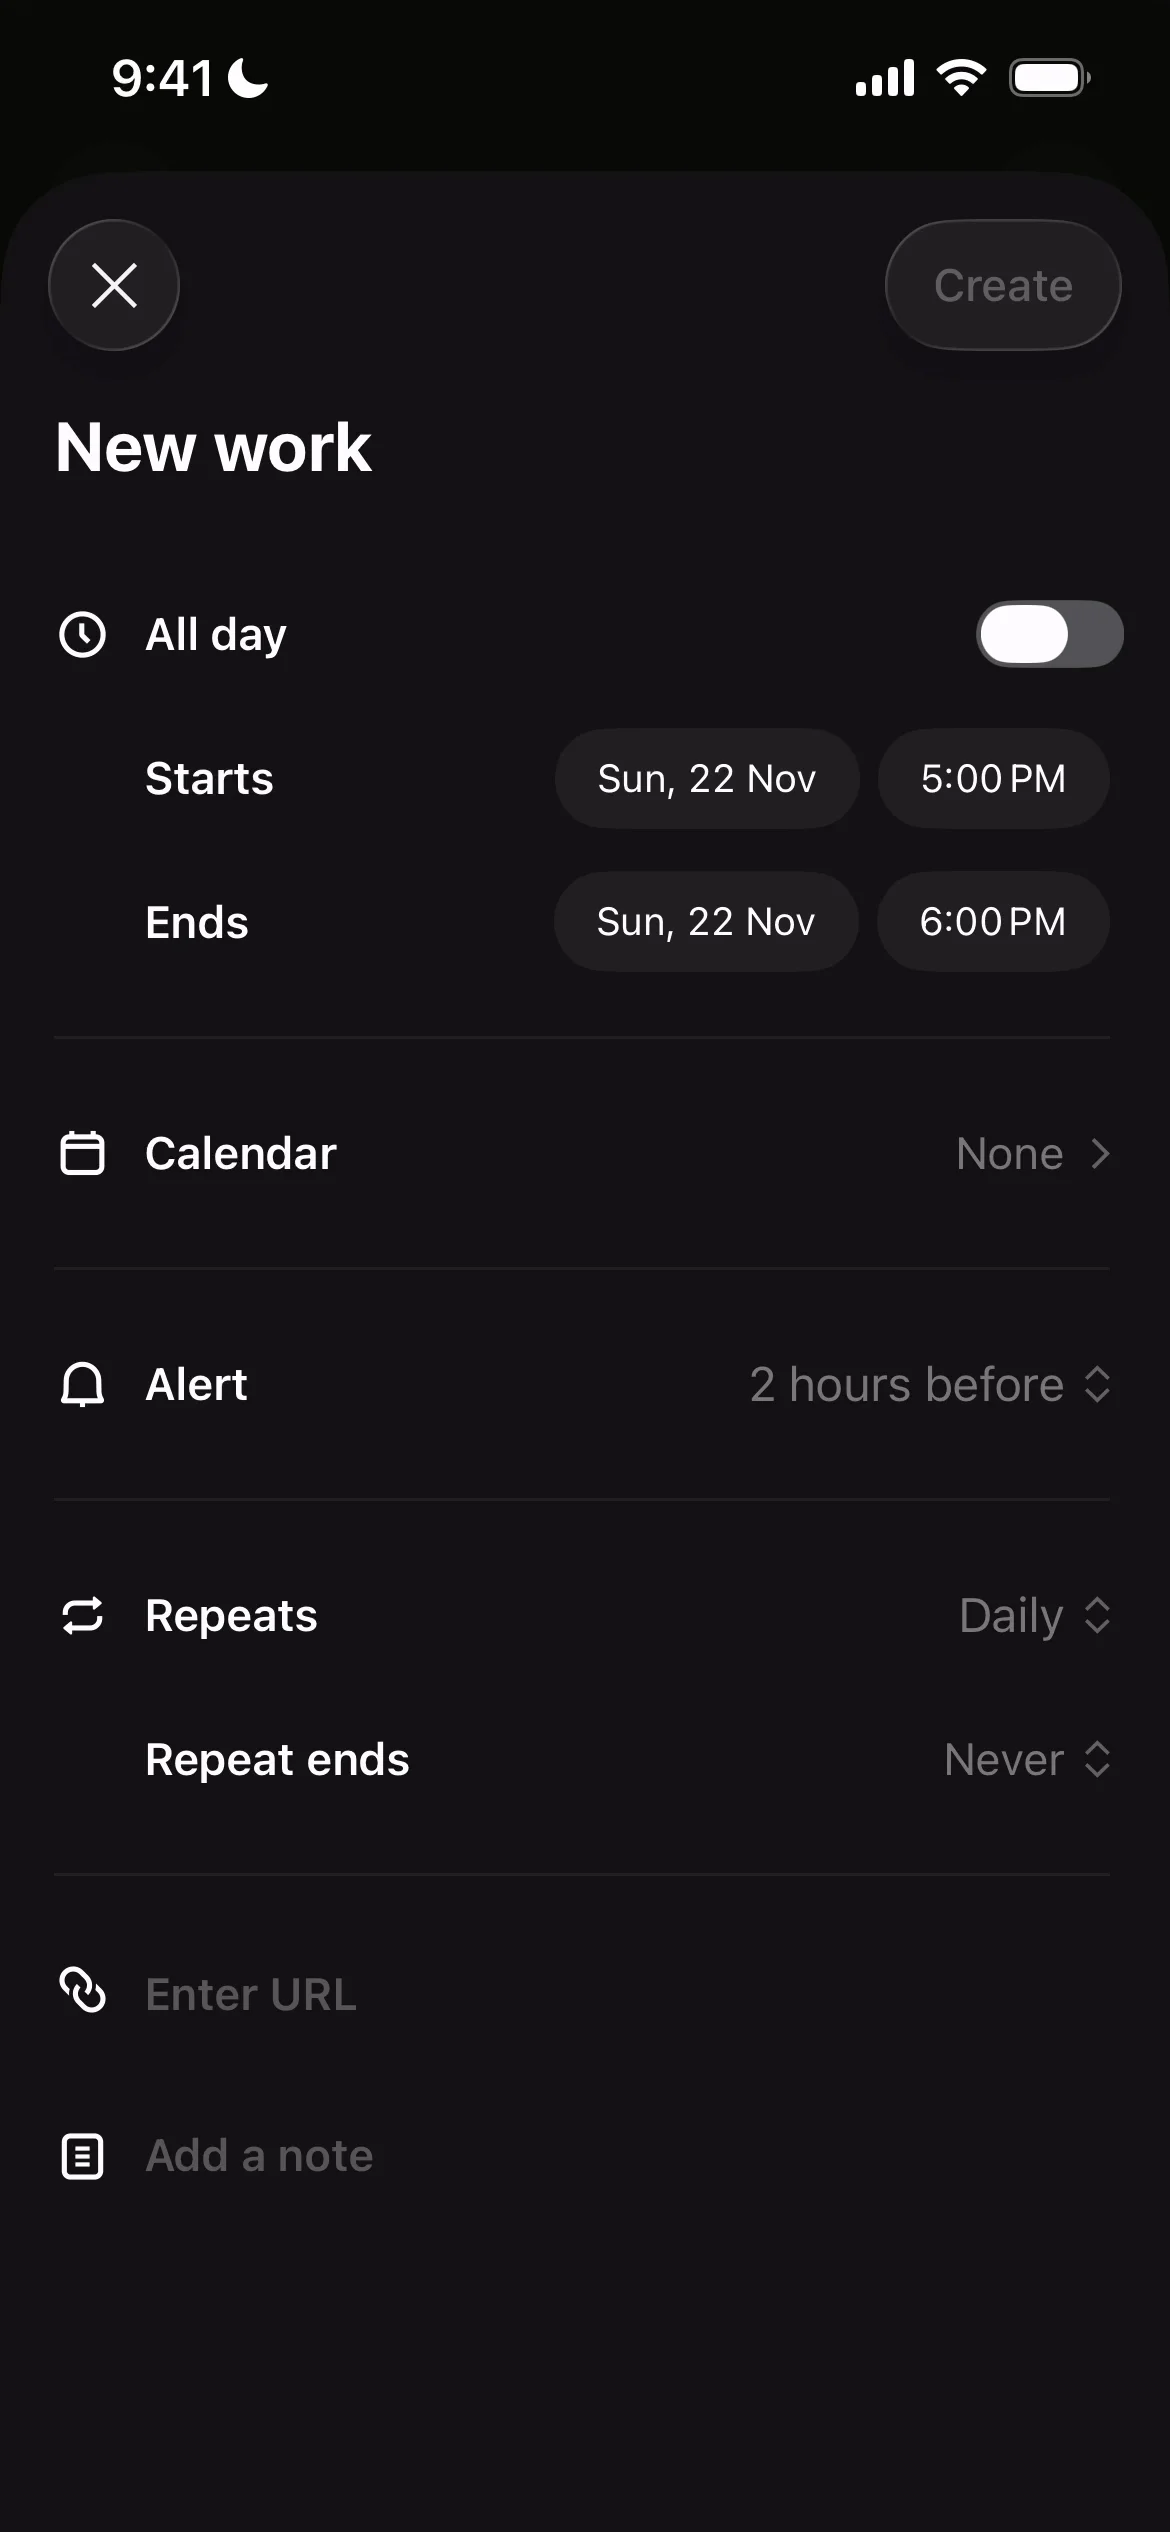 9:41
Create
New work
All day
Starts Sun, 22 Nov 5:00 PM
Ends Sun, 22 Nov 6:00 PM
Calendar None
Alert 2 hours before
Repeats Daily
Repeat ends Never
Enter URL
Add a note